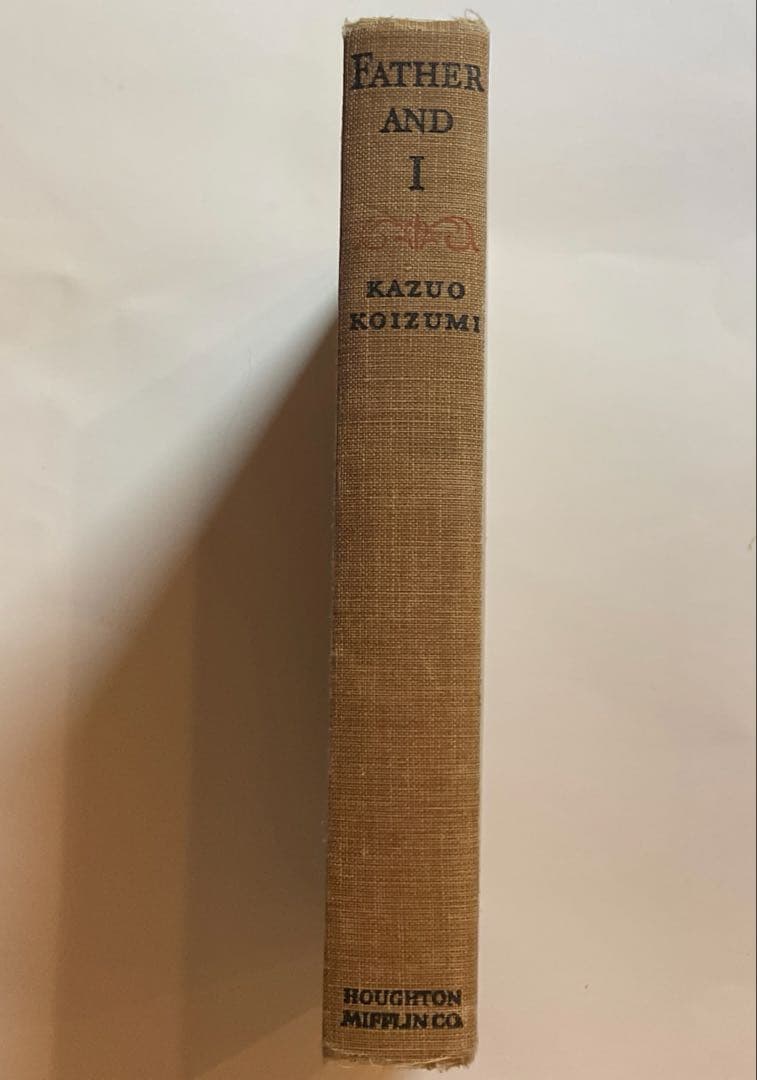 FATHER
AND
I
KAZUO
KOIZUMI
HOUGHTON
MIFFLIN CO.